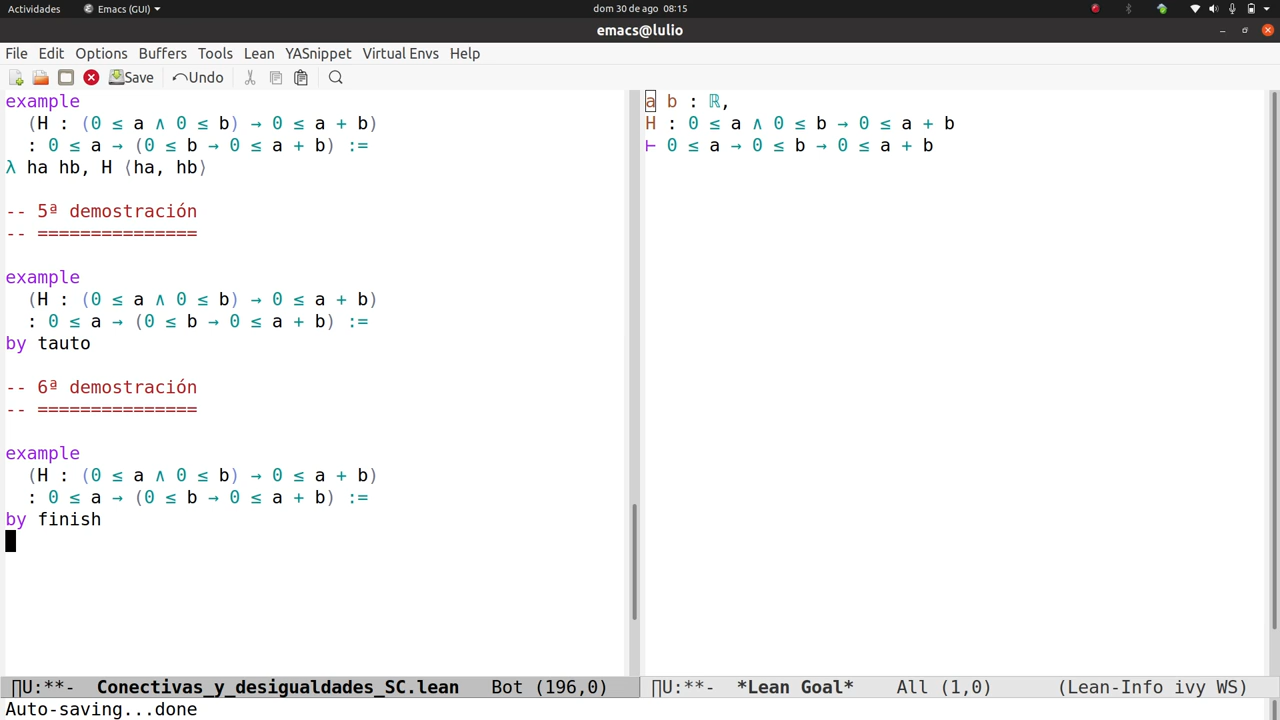 Actividades Emacs (GUI) dom 30 de ago 08:15
emacs@lulio
File Edit Options Buffers Tools Lean YASnippet Virtual Envs Help
Save Undo
example
(H : (0 ≤ a ∧ 0 ≤ b) → 0 ≤ a + b)
: 0 ≤ a → (0 ≤ b → 0 ≤ a + b) :=
λ ha hb, H ⟨ha, hb⟩
-- 5ª demostración
-- ===============
example
(H : (0 ≤ a ∧ 0 ≤ b) → 0 ≤ a + b)
: 0 ≤ a → (0 ≤ b → 0 ≤ a + b) :=
by tauto
-- 6ª demostración
-- ===============
example
(H : (0 ≤ a ∧ 0 ≤ b) → 0 ≤ a + b)
: 0 ≤ a → (0 ≤ b → 0 ≤ a + b) :=
by finish
∏U:**- Conectivas_y_desigualdades_SC.lean Bot (196,0)
a b : ℝ,
H : 0 ≤ a ∧ 0 ≤ b → 0 ≤ a + b
⊢ 0 ≤ a → 0 ≤ b → 0 ≤ a + b
∏U:**- *Lean Goal* All (1,0) (Lean-Info ivy WS)
Auto-saving...done